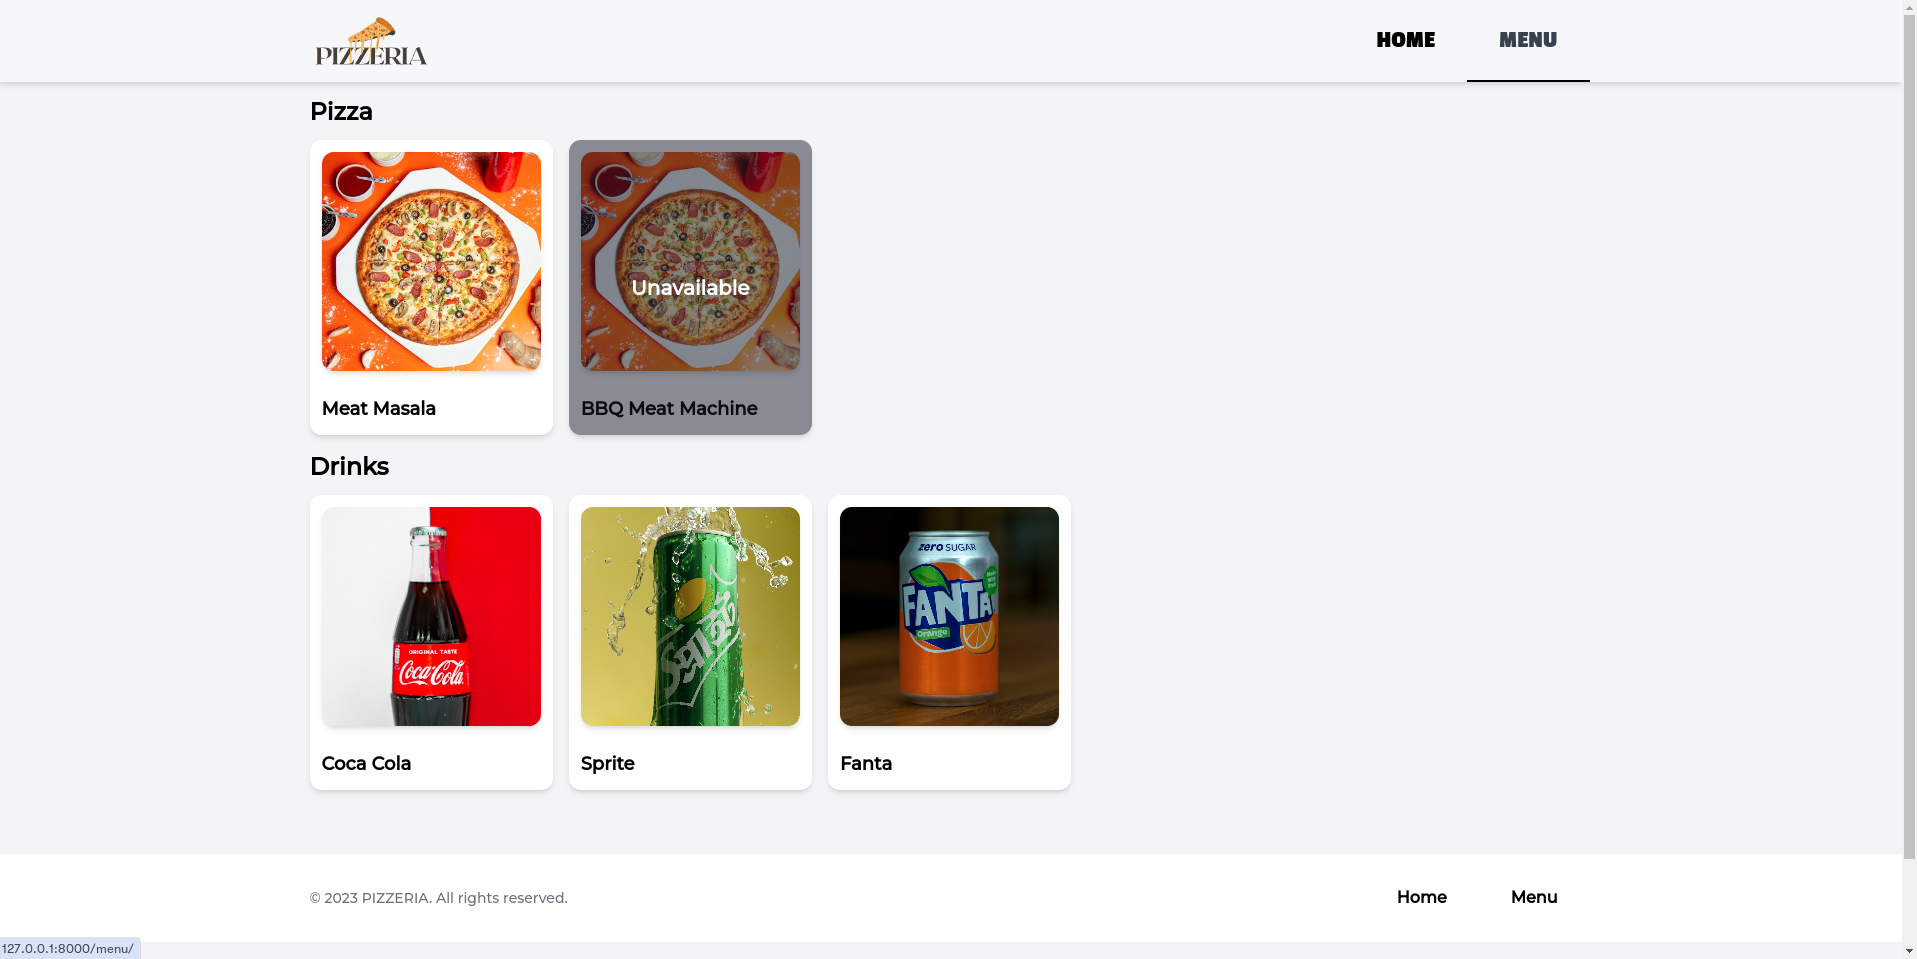 PIZZERIA
HOME
MENU
Pizza
Unavailable
Meat Masala
BBQ Meat Machine
Drinks
ORIGINAL TASTE
Coca-Cola
Sprite
zero SUGAR
FANTA
Orange
Coca Cola
Sprite
Fanta
© 2023 PIZZERIA. All rights reserved.
Home
Menu
127.0.0.1:8000/menu/